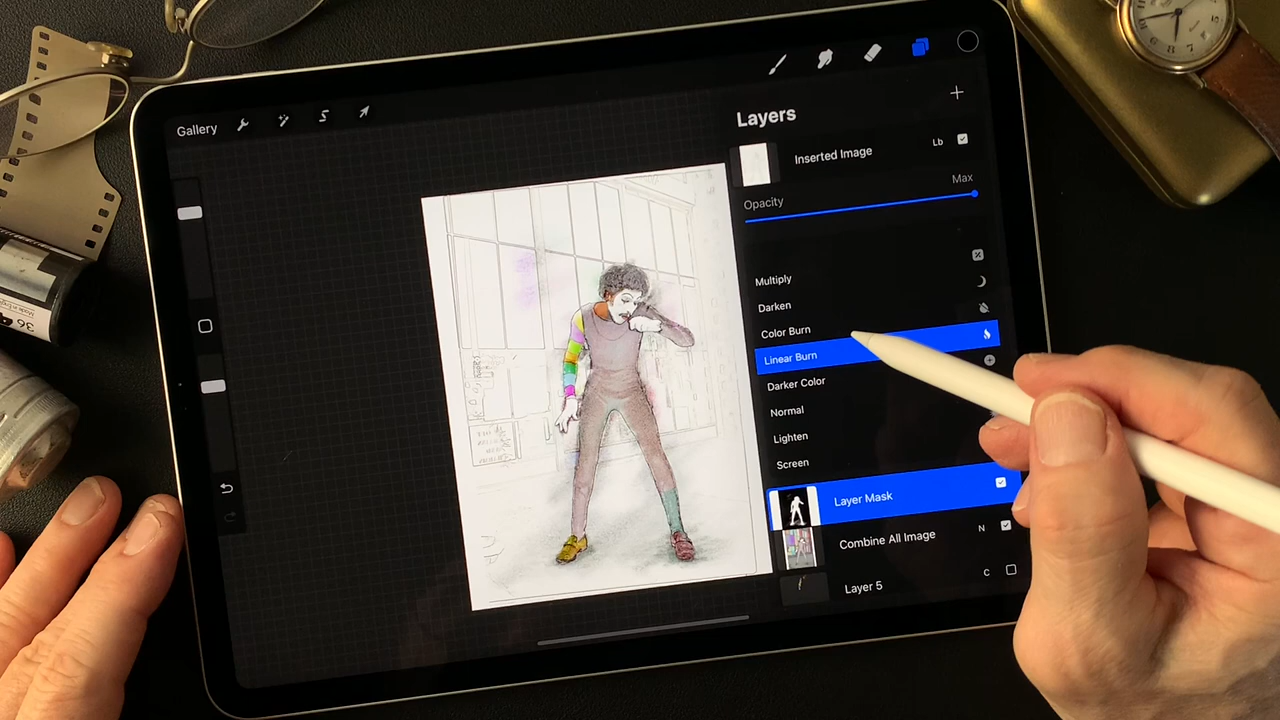 Gallery
Layers
Inserted Image
Lb
Opacity
Max
Multiply
Darken
Color Burn
Linear Burn
Darker Color
Normal
Lighten
Screen
Layer Mask
Combine All Image
N
Layer 5
C
36